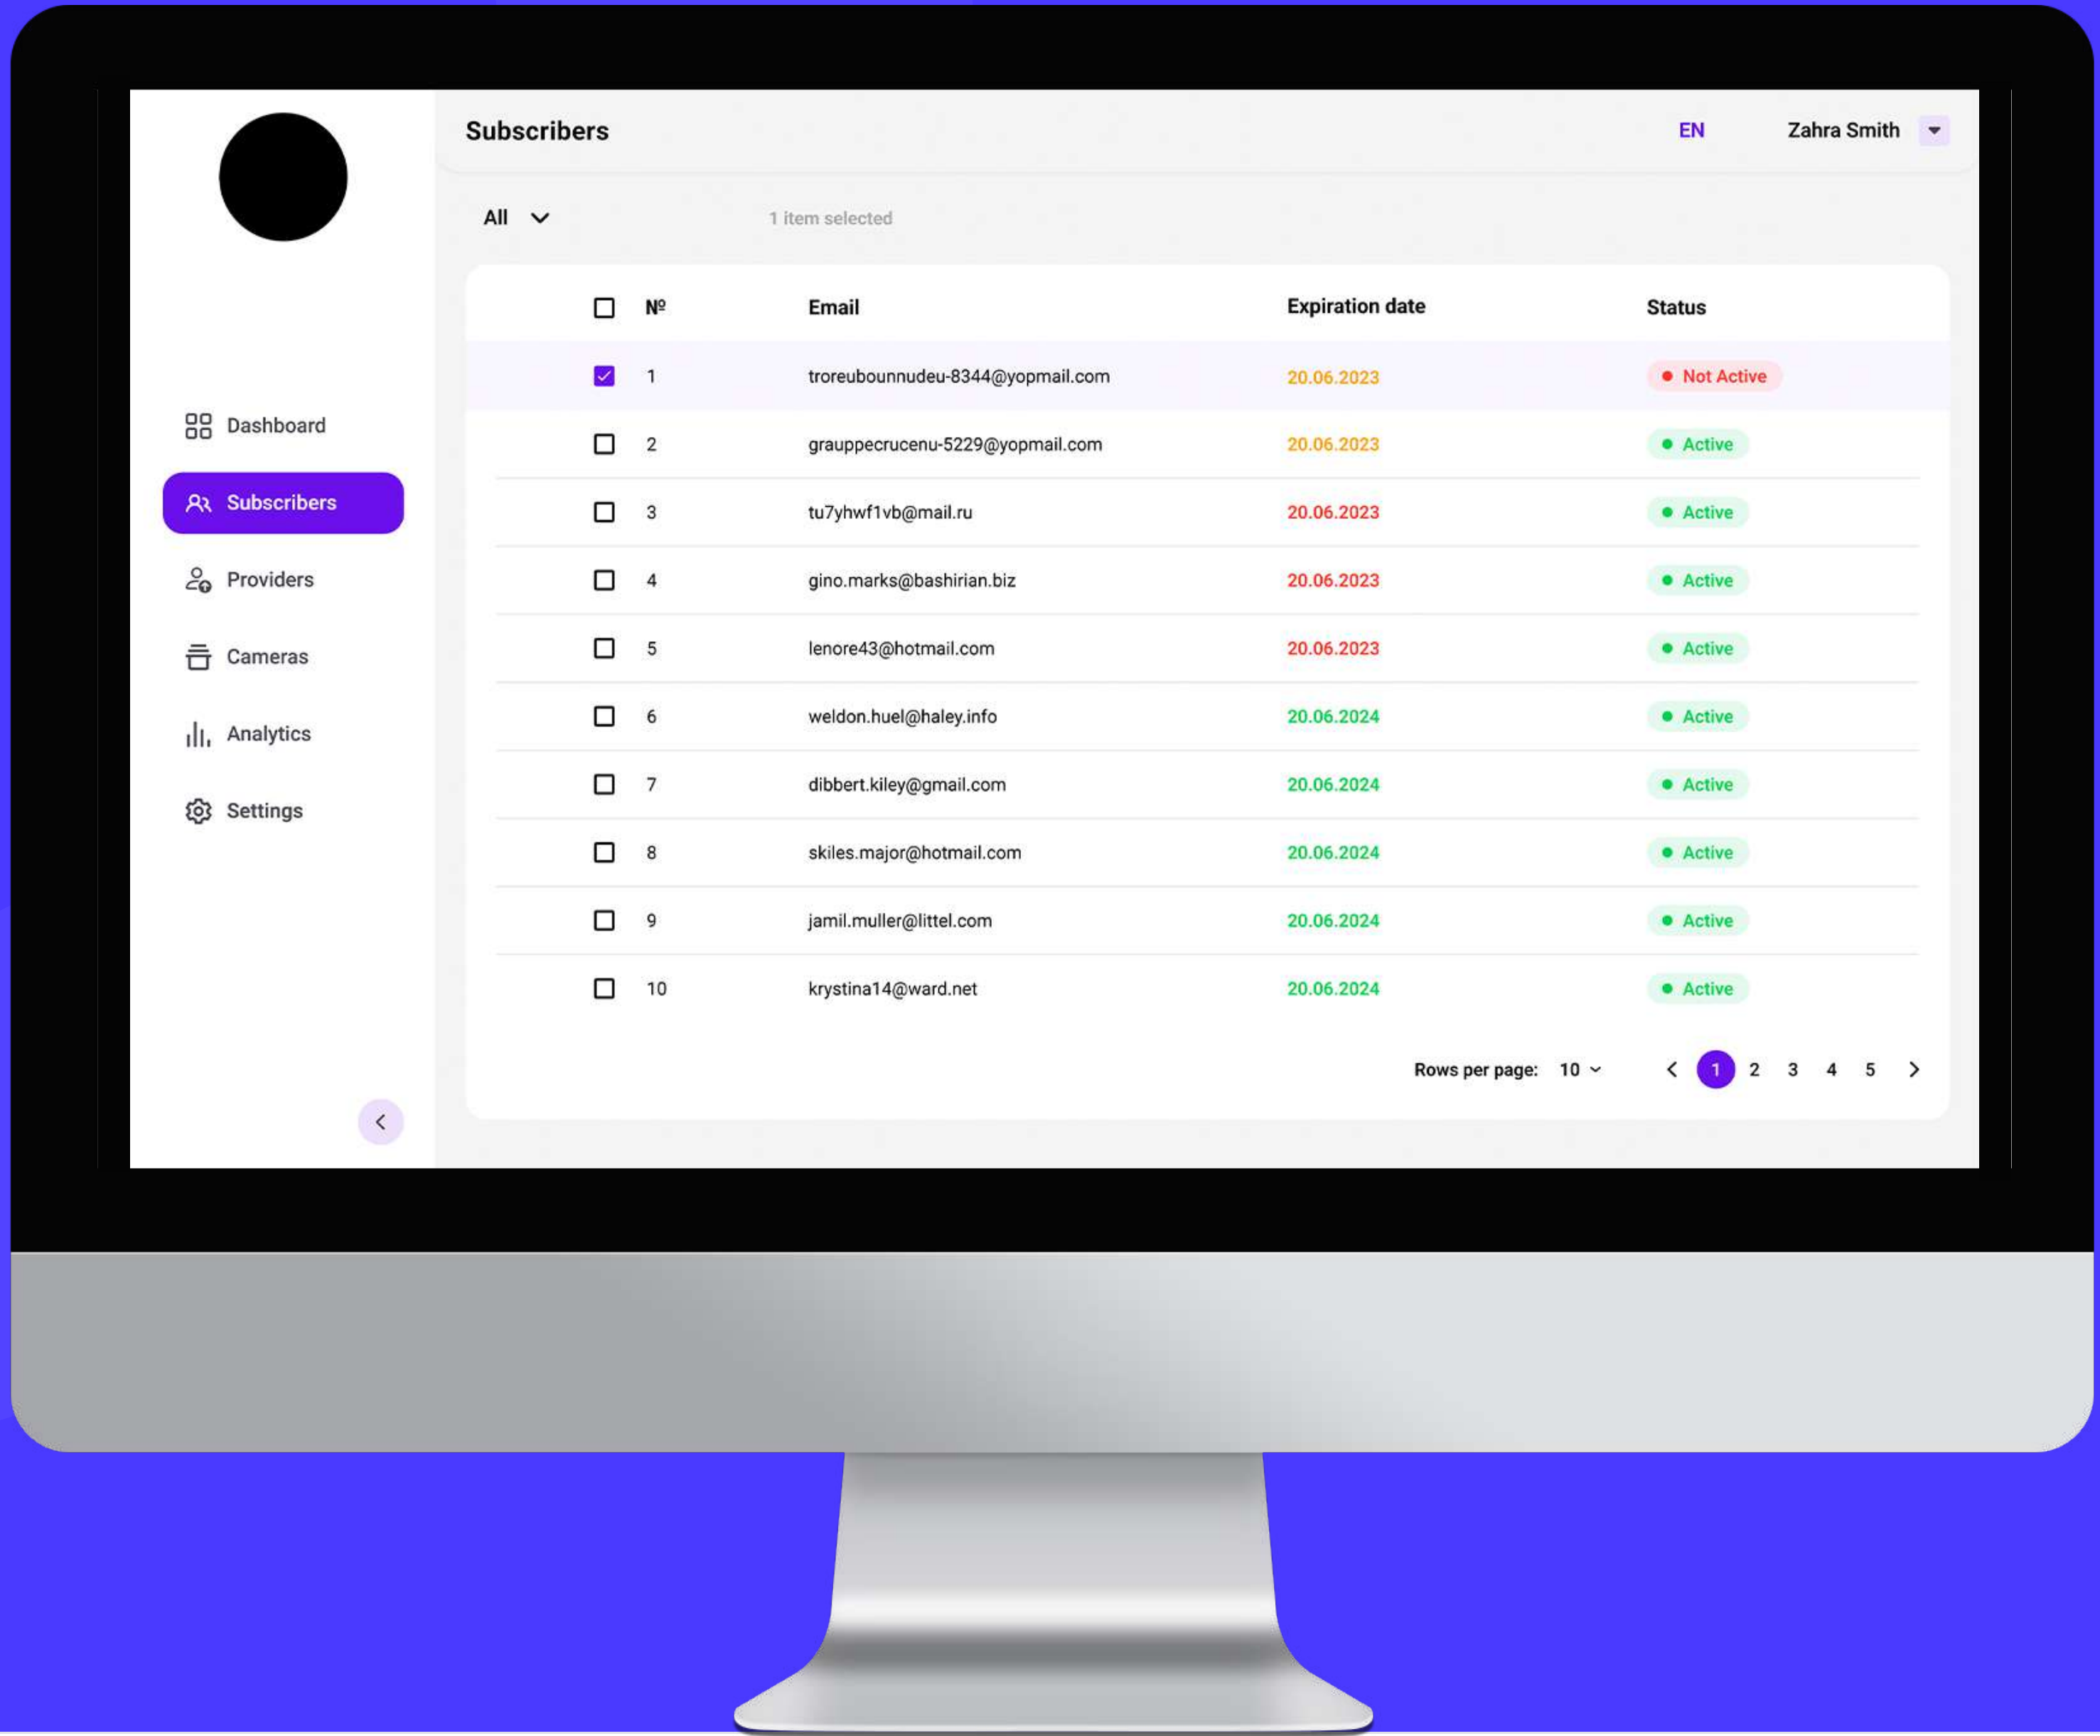 Subscribers EN Zahra Smith
All 1 item selected
Nº Email Expiration date Status
1 troreubounnudeu-8344@yopmail.com 20.06.2023 Not Active
2 grauppecrucenu-5229@yopmail.com 20.06.2023 Active
3 tu7yhwf1vb@mail.ru 20.06.2023 Active
4 gino.marks@bashirian.biz 20.06.2023 Active
5 lenore43@hotmail.com 20.06.2023 Active
6 weldon.huel@haley.info 20.06.2024 Active
7 dibbert.kiley@gmail.com 20.06.2024 Active
8 skiles.major@hotmail.com 20.06.2024 Active
9 jamil.muller@littel.com 20.06.2024 Active
10 krystina14@ward.net 20.06.2024 Active
Rows per page: 10 1 2 3 4 5
Dashboard
Subscribers
Providers
Cameras
Analytics
Settings